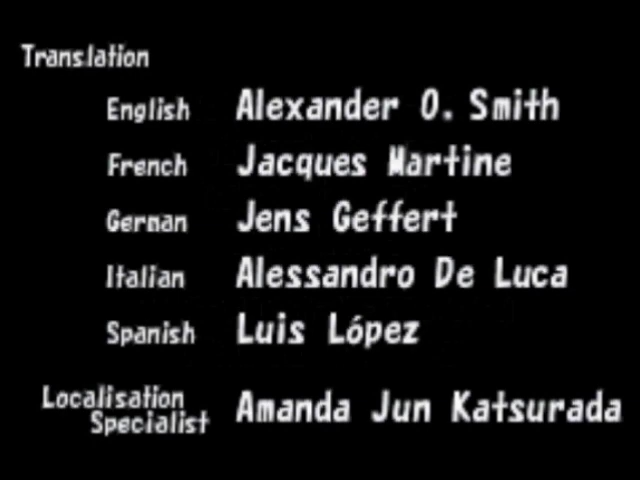 Translation
English Alexander O. Smith
French Jacques Martine
German Jens Geffert
Italian Alessandro De Luca
Spanish Luis López
Localisation
Specialist Amanda Jun Katsurada